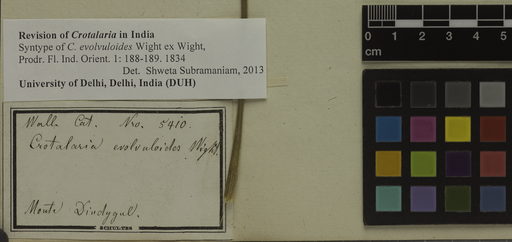 Revision of Crotalaria in India
Syntype of C. evolvuloides Wight ex Wight,
Prodr. Fl. Ind. Orient. 1: 188-189. 1834
Det. Shweta Subramaniam, 2013
University of Delhi, Delhi, India (DUH)
Wall. Cat. Nro. 5410.
Crotalaria evolvuloides Wight.
Monte Dindygul.
0 1 2 3 4 5
cm